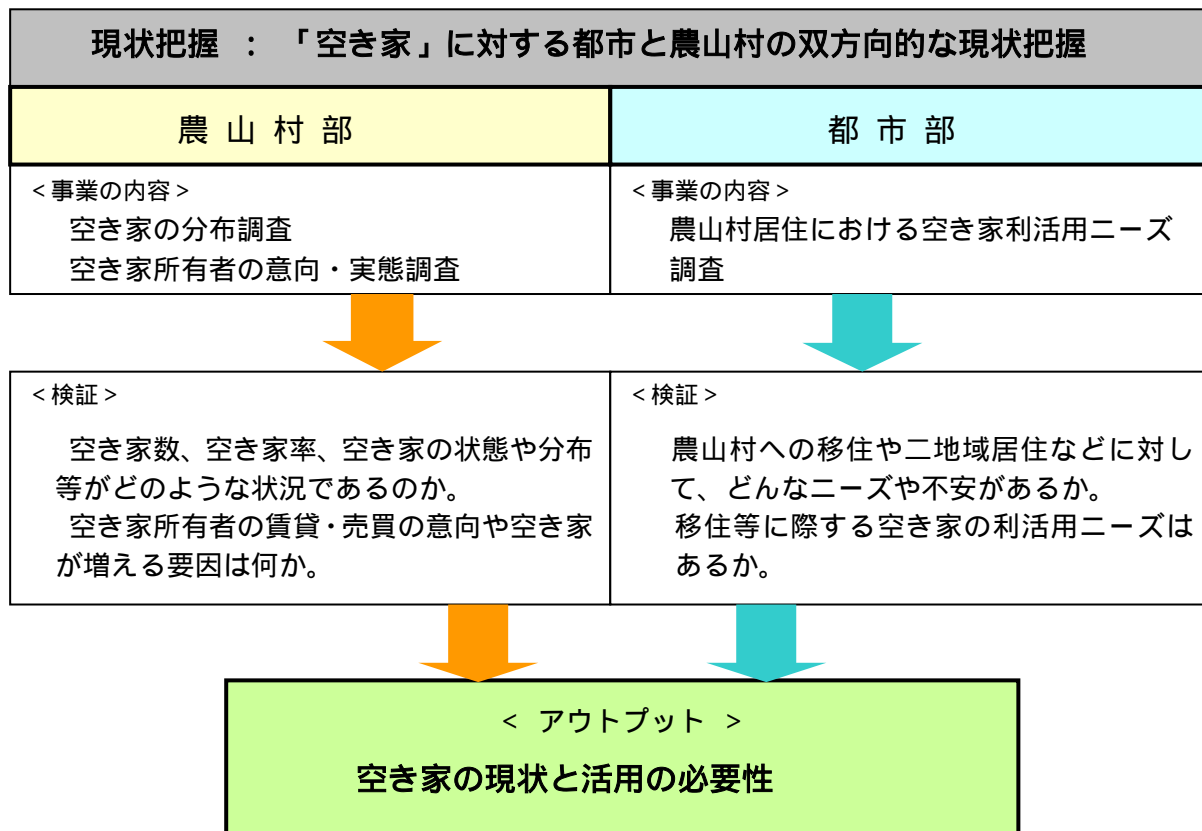 現状把握 : 「空き家」に対する都市と農山村の双方向的な現状把握
農山村部
都市部
<事業の内容>
空き家の分布調査
空き家所有者の意向・実態調査
<事業の内容>
農山村居住における空き家利活用ニーズ
調査
<検証>
空き家数、空き家率、空き家の状態や分布
等がどのような状況であるのか。
空き家所有者の賃貸・売買の意向や空き家
が増える要因は何か。
<検証>
農山村への移住や二地域居住などに対し
て、どんなニーズや不安があるか。
移住等に際する空き家の利活用ニーズは
あるか。
< アウトプット >
空き家の現状と活用の必要性